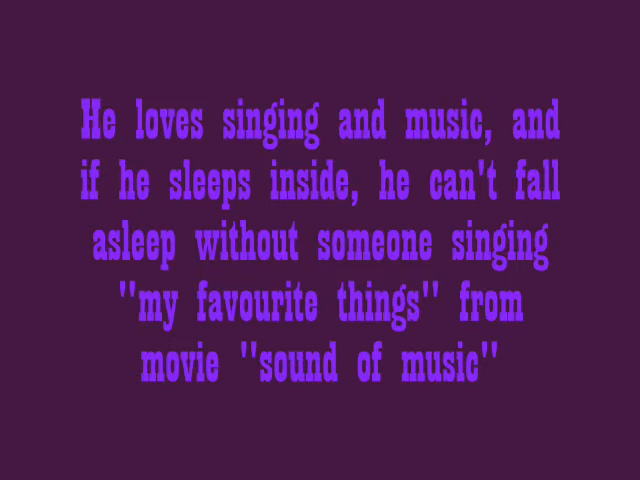 He loves singing and music, and
if he sleeps inside, he can't fall
asleep without someone singing
"my favourite things" from
movie "sound of music"